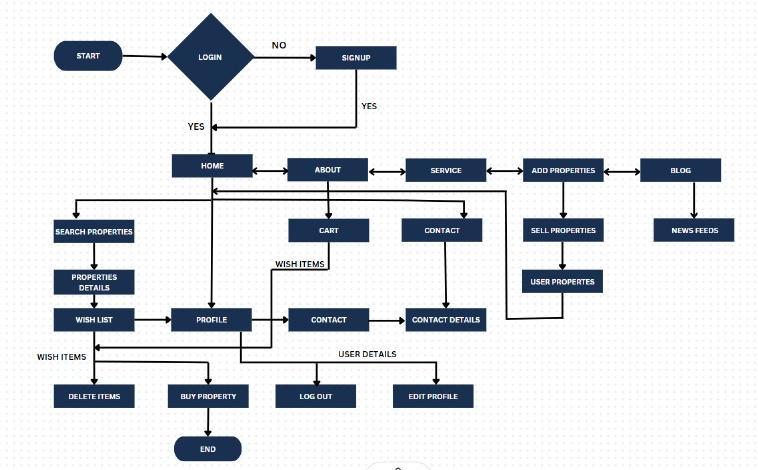 START
LOGIN
NO
SIGNUP
YES
YES
HOME
ABOUT
SERVICE
ADD PROPERTIES
BLOG
SEARCH PROPERTIES
CART
CONTACT
SELL PROPERTIES
NEWS FEEDS
WISH ITEMS
PROPERTIES
DETAILS
USER PROPERTES
WISH LIST
PROFILE
CONTACT
CONTACT DETAILS
WISH ITEMS
USER DETAILS
DELETE ITEMS
BUY PROPERTY
LOG OUT
EDIT PROFILE
END